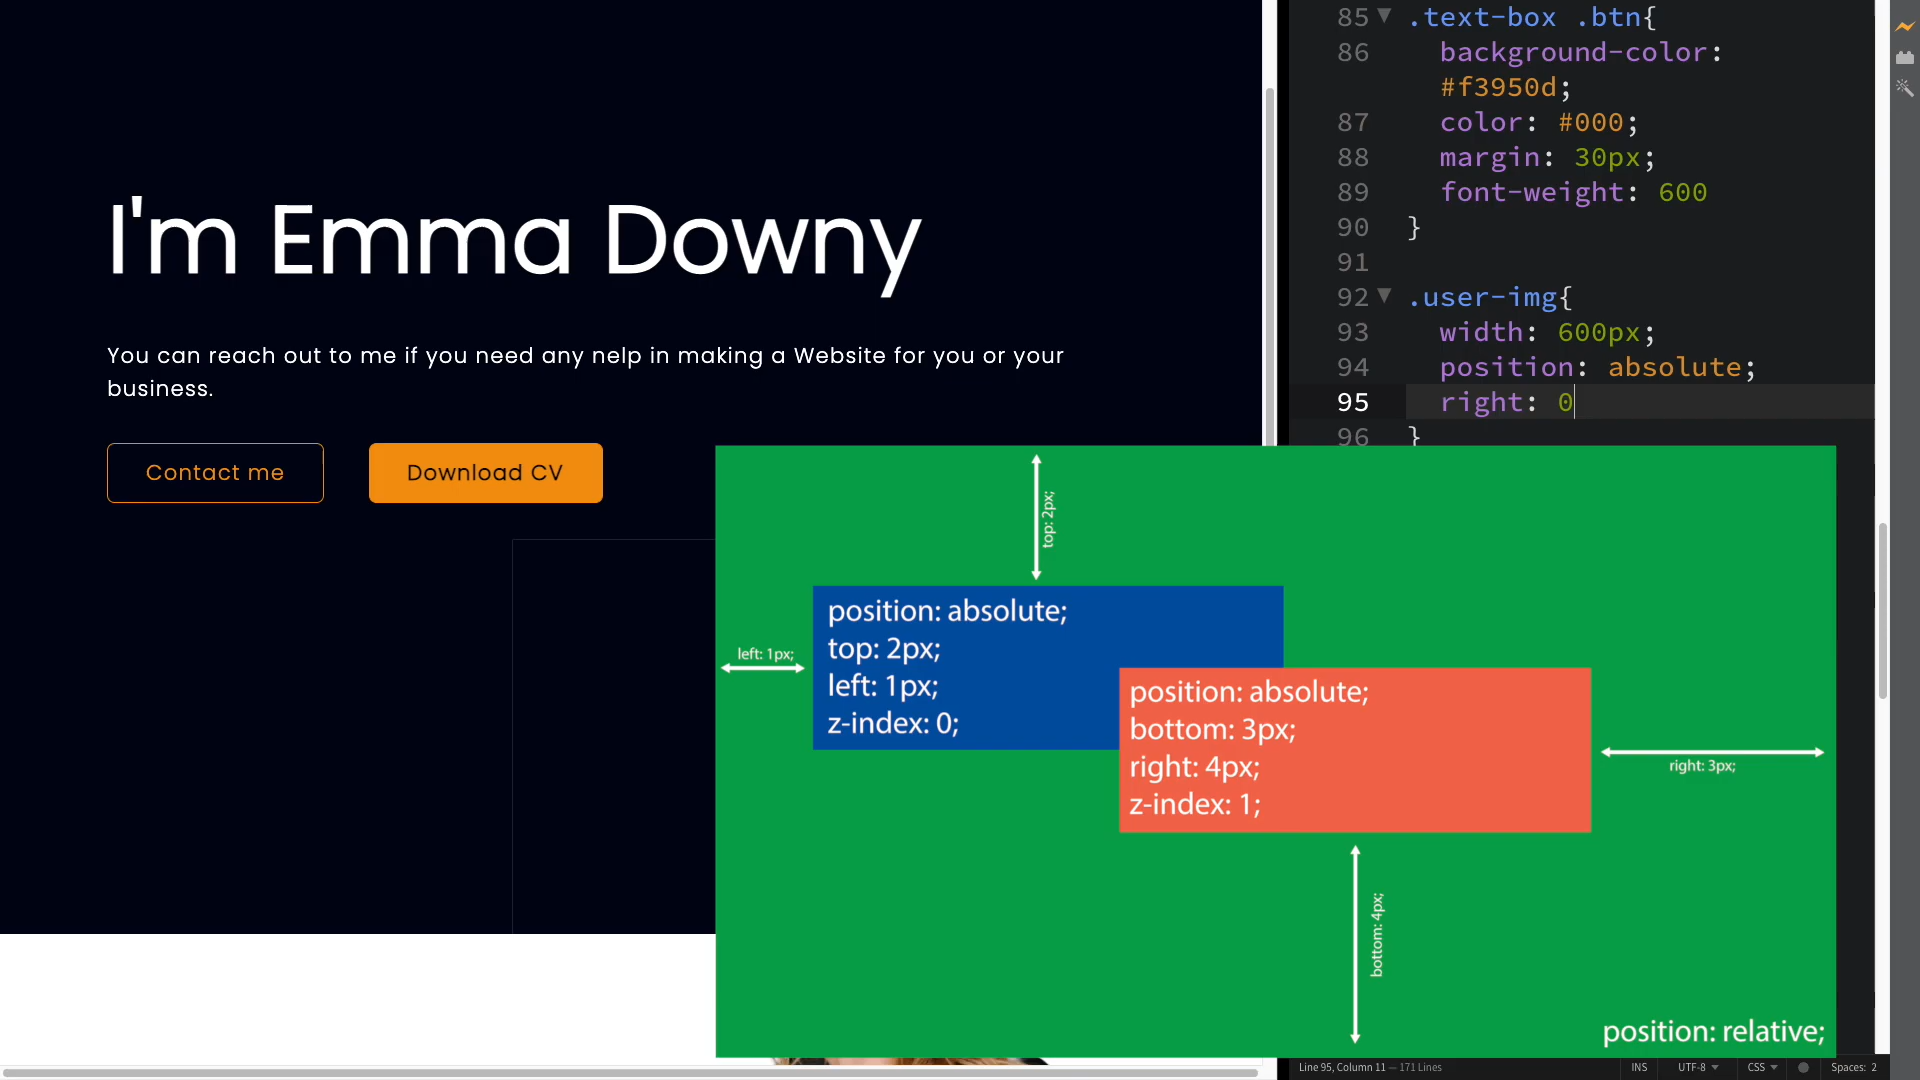 I'm Emma Downy
You can reach out to me if you need any nelp in making a Website for you or your
business.
Contact me
Download CV
85 .text-box .btn{
86 background-color:
#f3950d;
87 color: #000;
88 margin: 30px;
89 font-weight: 600
90 }
91
92 .user-img{
93 width: 600px;
94 position: absolute;
95 right: 0
96 }
top: 2px;
left: 1px;
position: absolute;
top: 2px;
left: 1px;
z-index: 0;
position: absolute;
bottom: 3px;
right: 4px;
z-index: 1;
right: 3px;
bottom: 4px;
position: relative;
Line 95, Column 11 — 171 Lines
INS
UTF-8
CSS
Spaces: 2